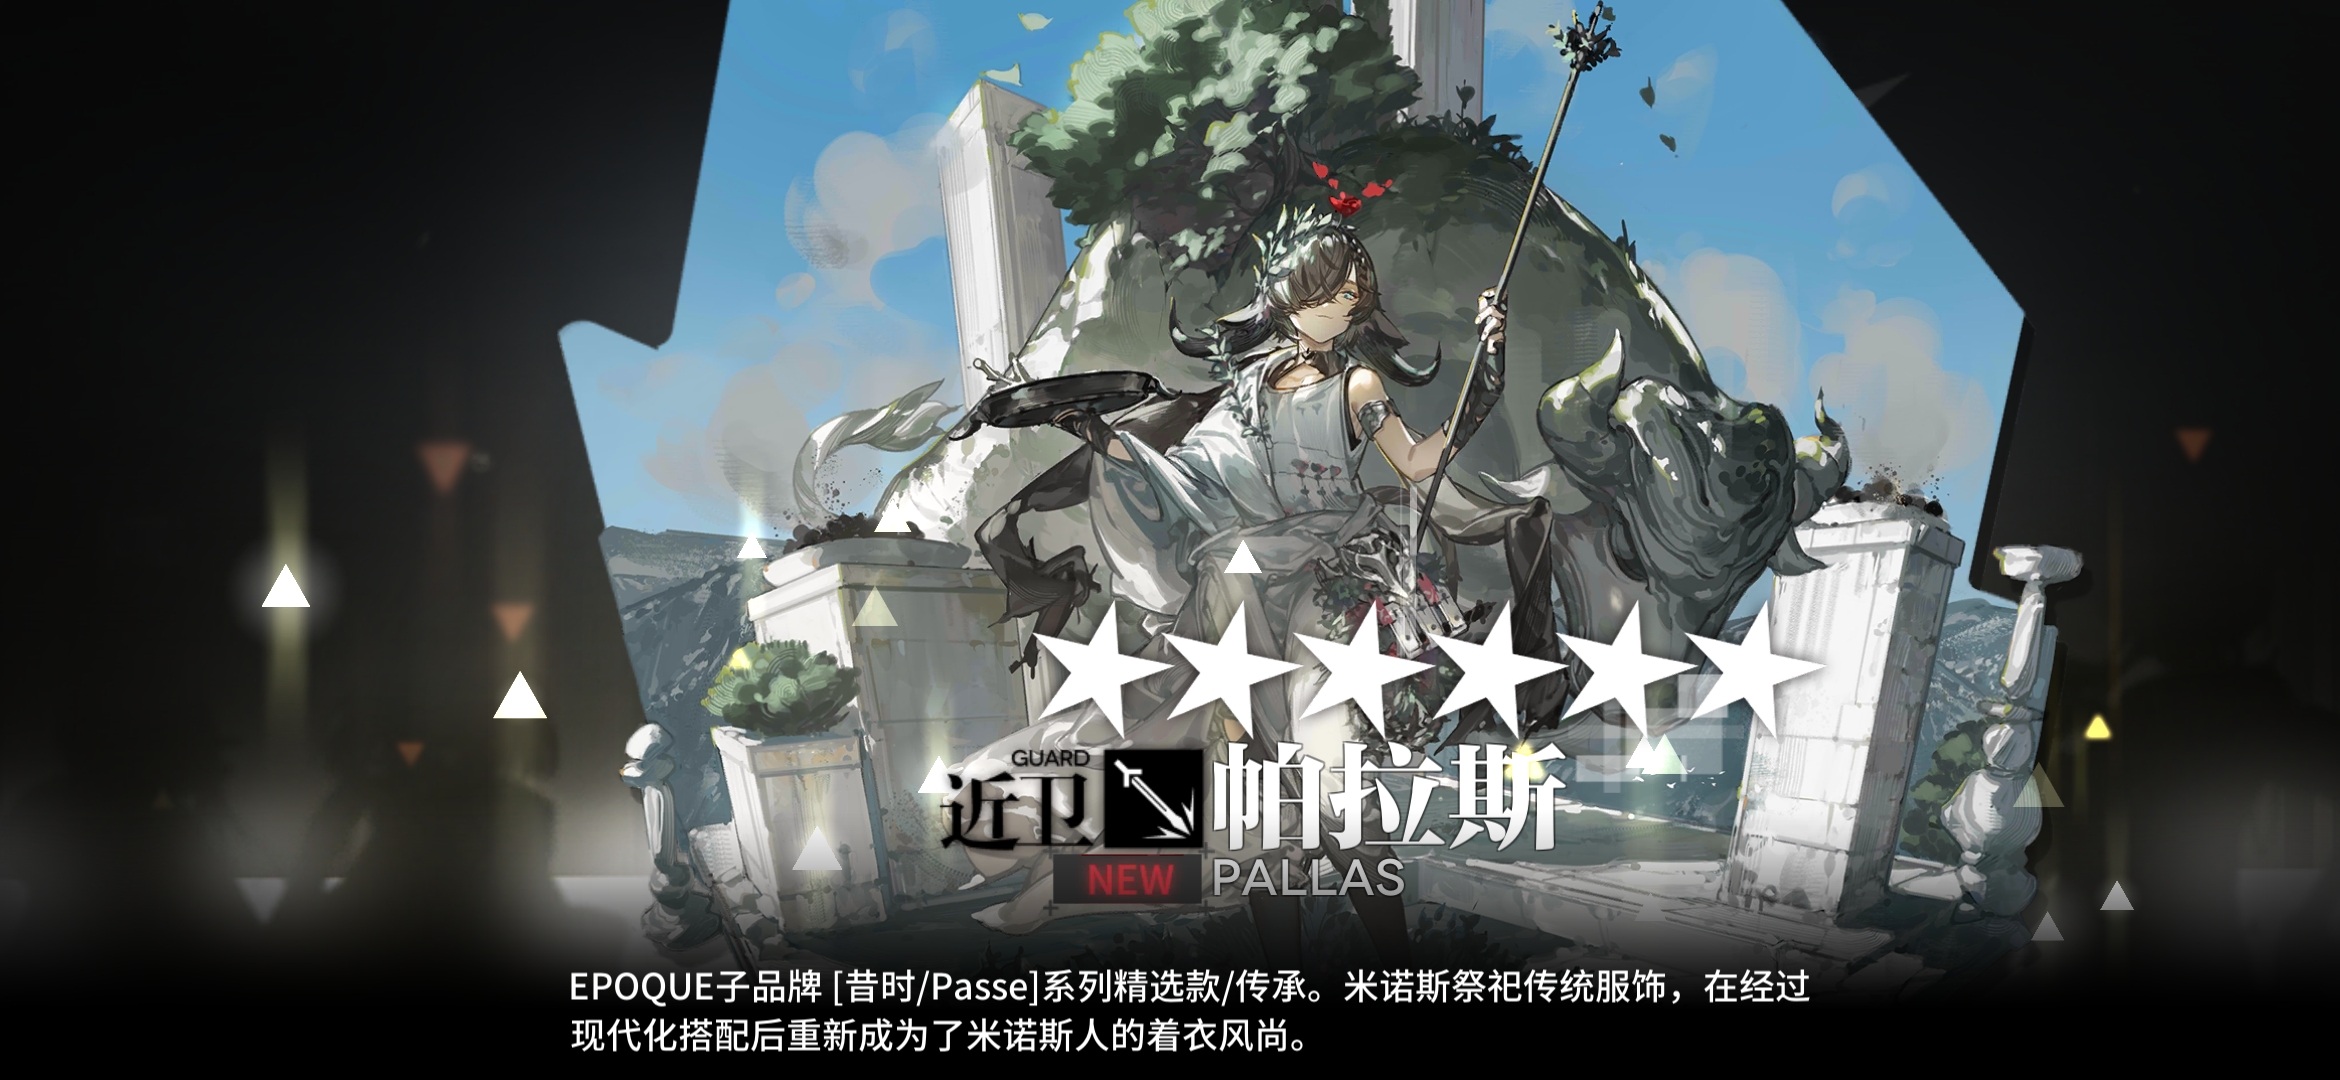 GUARD
近卫 帕拉斯
NEW PALLAS
EPOQUE子品牌 [昔时/Passe]系列精选款/传承。米诺斯祭祀传统服饰，在经过
现代化搭配后重新成为了米诺斯人的着衣风尚。